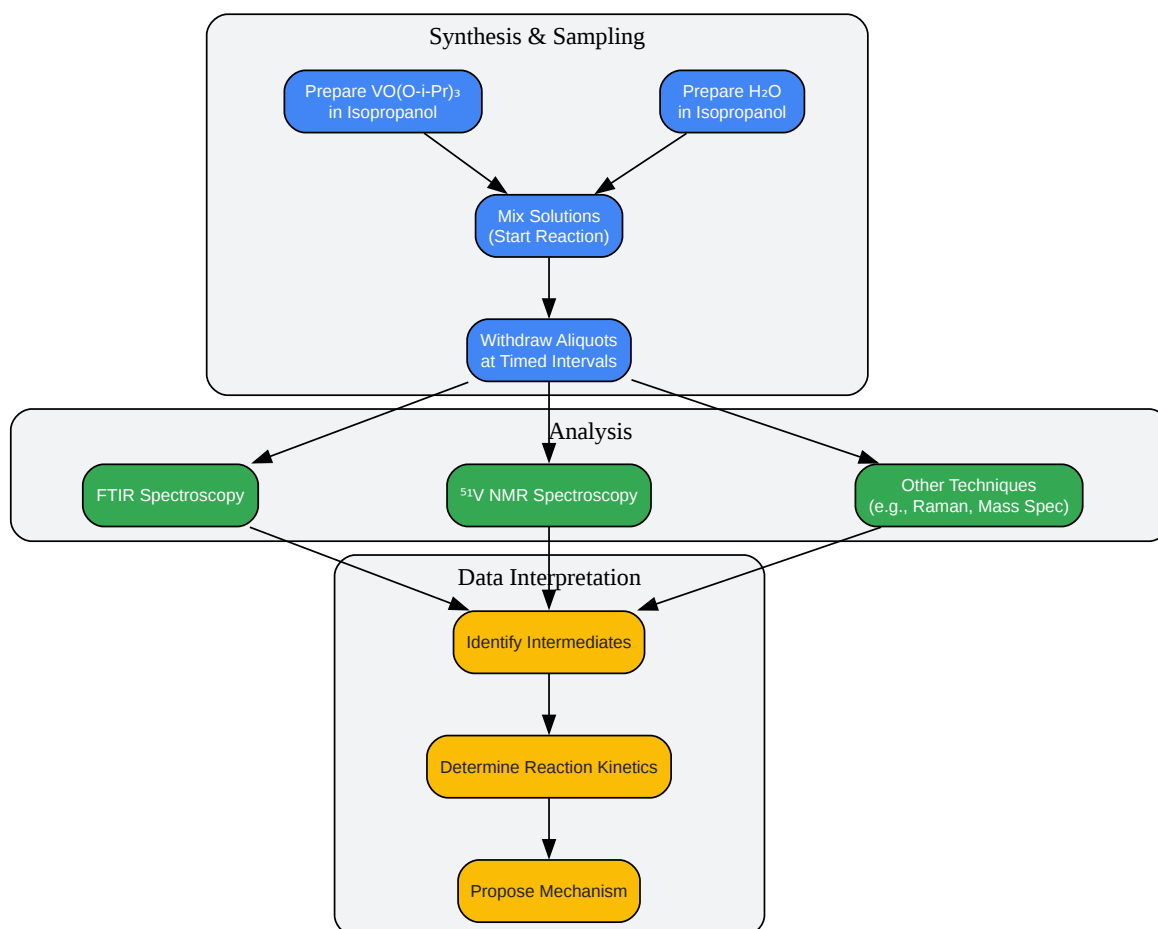 Synthesis & Sampling
Prepare VO(O-i-Pr)₃
in Isopropanol
Prepare H₂O
in Isopropanol
Mix Solutions
(Start Reaction)
Withdraw Aliquots
at Timed Intervals
Analysis
FTIR Spectroscopy
⁵¹V NMR Spectroscopy
Other Techniques
(e.g., Raman, Mass Spec)
Data Interpretation
Identify Intermediates
Determine Reaction Kinetics
Propose Mechanism